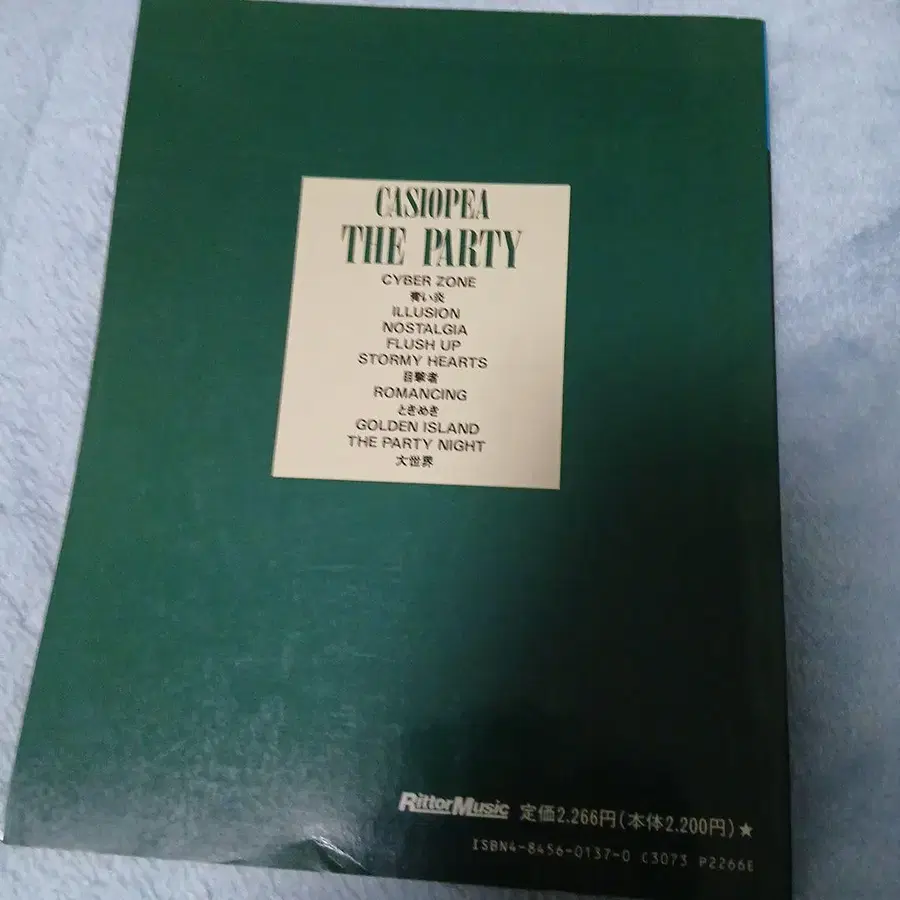 CASIOPEA
THE PARTY
CYBER ZONE
青い炎
ILLUSION
NOSTALGIA
FLUSH UP
STORMY HEARTS
目撃者
ROMANCING
ときめき
GOLDEN ISLAND
THE PARTY NIGHT
大世界
RittorMusic 定価2.266円(本体2.200円)★
ISBN4-8456-0137-0 C3073 P2266E